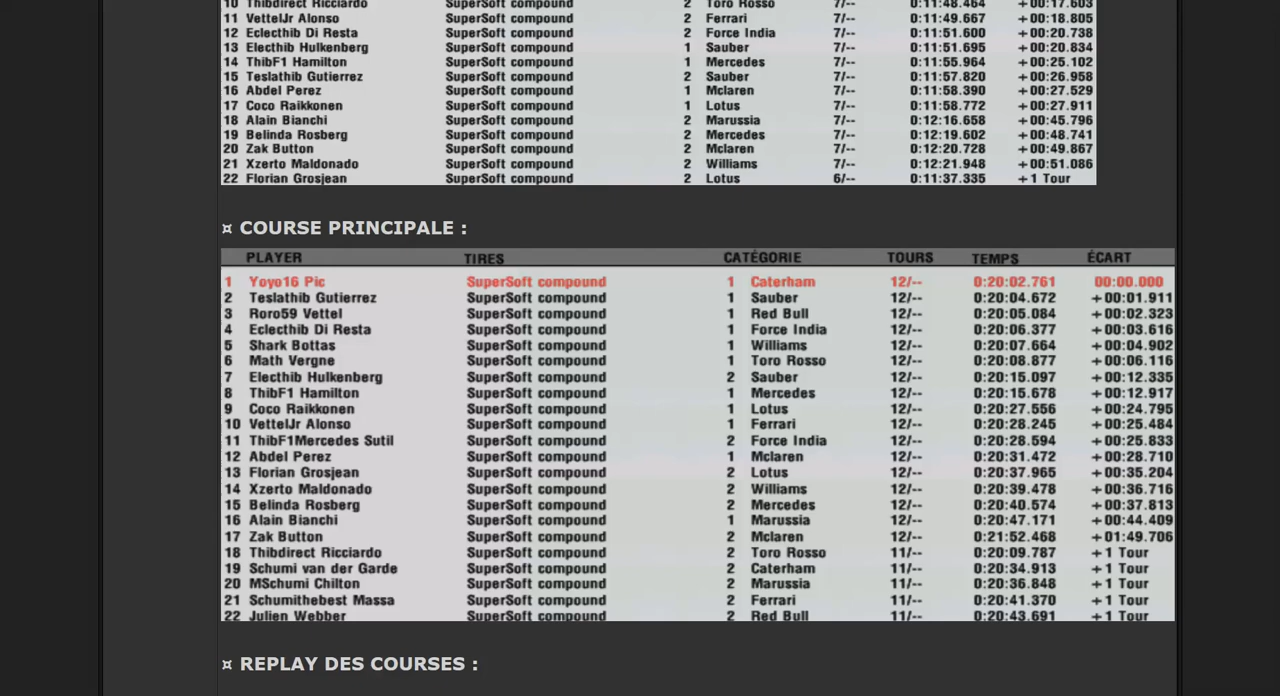 10 Thibdirect Ricciardo SuperSoft compound 2 Toro Rosso 7/-- 0:11:48.464 +00:17.603
11 VettelJr Alonso SuperSoft compound 2 Ferrari 7/-- 0:11:49.667 +00:18.805
12 Eclecthib Di Resta SuperSoft compound 2 Force India 7/-- 0:11:51.600 +00:20.738
13 Electhib Hulkenberg SuperSoft compound 1 Sauber 7/-- 0:11:51.695 +00:20.834
14 ThibF1 Hamilton SuperSoft compound 1 Mercedes 7/-- 0:11:55.964 +00:25.102
15 Teslathib Gutierrez SuperSoft compound 2 Sauber 7/-- 0:11:57.820 +00:26.958
16 Abdel Perez SuperSoft compound 1 Mclaren 7/-- 0:11:58.390 +00:27.529
17 Coco Raikkonen SuperSoft compound 1 Lotus 7/-- 0:11:58.772 +00:27.911
18 Alain Bianchi SuperSoft compound 2 Marussia 7/-- 0:12:16.658 +00:45.796
19 Belinda Rosberg SuperSoft compound 2 Mercedes 7/-- 0:12:19.602 +00:48.741
20 Zak Button SuperSoft compound 2 Mclaren 7/-- 0:12:20.728 +00:49.867
21 Xzerto Maldonado SuperSoft compound 2 Williams 7/-- 0:12:21.948 +00:51.086
22 Florian Grosjean SuperSoft compound 2 Lotus 6/-- 0:11:37.335 +1 Tour
¤ COURSE PRINCIPALE :
PLAYER TIRES CATÉGORIE TOURS TEMPS ÉCART
1 Yoyo16 Pic SuperSoft compound 1 Caterham 12/-- 0:20:02.761 00:00.000
2 Teslathib Gutierrez SuperSoft compound 1 Sauber 12/-- 0:20:04.672 +00:01.911
3 Roro59 Vettel SuperSoft compound 1 Red Bull 12/-- 0:20:05.084 +00:02.323
4 Eclecthib Di Resta SuperSoft compound 1 Force India 12/-- 0:20:06.377 +00:03.616
5 Shark Bottas SuperSoft compound 1 Williams 12/-- 0:20:07.664 +00:04.902
6 Math Vergne SuperSoft compound 1 Toro Rosso 12/-- 0:20:08.877 +00:06.116
7 Electhib Hulkenberg SuperSoft compound 2 Sauber 12/-- 0:20:15.097 +00:12.335
8 ThibF1 Hamilton SuperSoft compound 1 Mercedes 12/-- 0:20:15.678 +00:12.917
9 Coco Raikkonen SuperSoft compound 1 Lotus 12/-- 0:20:27.556 +00:24.795
10 VettelJr Alonso SuperSoft compound 1 Ferrari 12/-- 0:20:28.245 +00:25.484
11 ThibF1Mercedes Sutil SuperSoft compound 2 Force India 12/-- 0:20:28.594 +00:25.833
12 Abdel Perez SuperSoft compound 1 Mclaren 12/-- 0:20:31.472 +00:28.710
13 Florian Grosjean SuperSoft compound 2 Lotus 12/-- 0:20:37.965 +00:35.204
14 Xzerto Maldonado SuperSoft compound 2 Williams 12/-- 0:20:39.478 +00:36.716
15 Belinda Rosberg SuperSoft compound 2 Mercedes 12/-- 0:20:40.574 +00:37.813
16 Alain Bianchi SuperSoft compound 1 Marussia 12/-- 0:20:47.171 +00:44.409
17 Zak Button SuperSoft compound 2 Mclaren 12/-- 0:21:52.468 +01:49.706
18 Thibdirect Ricciardo SuperSoft compound 2 Toro Rosso 11/-- 0:20:09.787 +1 Tour
19 Schumi van der Garde SuperSoft compound 2 Caterham 11/-- 0:20:34.913 +1 Tour
20 MSchumi Chilton SuperSoft compound 2 Marussia 11/-- 0:20:36.848 +1 Tour
21 Schumithebest Massa SuperSoft compound 2 Ferrari 11/-- 0:20:41.370 +1 Tour
22 Julien Webber SuperSoft compound 2 Red Bull 11/-- 0:20:43.691 +1 Tour
¤ REPLAY DES COURSES :